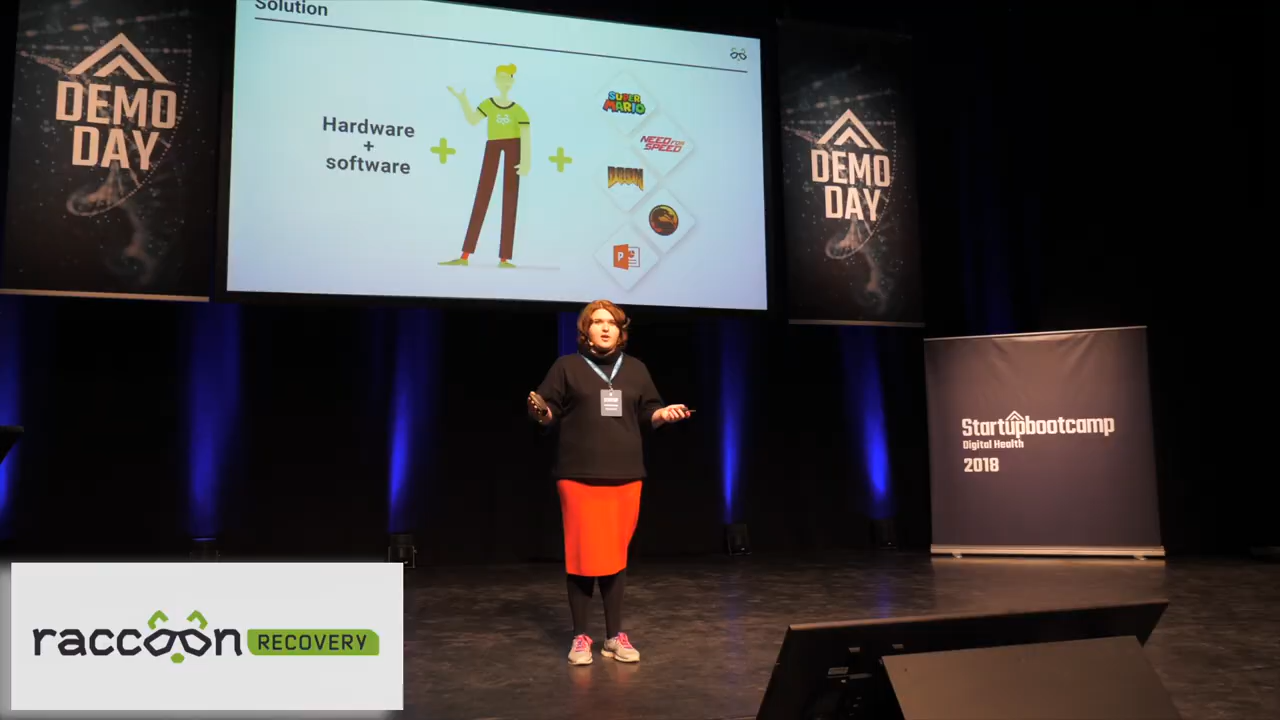 Solution
DEMO
DAY
Hardware
+
software
+
+
SUPER
MARIO
NEED FOR
SPEED
DOOM
P
DEMO
DAY
Startupbootcamp
Digital Health
2018
raccoon RECOVERY